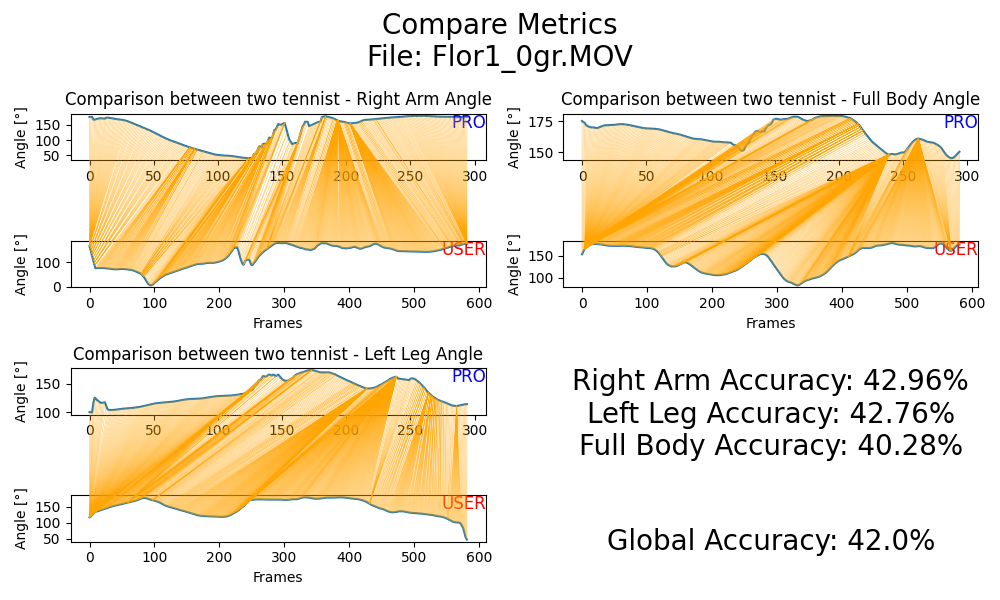 Compare Metrics
File: Flor1_0gr.MOV
Comparison between two tennist - Right Arm Angle
Angle [°]
150
100
50
PRO
0 50 100 150 200 250 300
Angle [°]
100
0
USER
0 100 200 300 400 500 600
Frames
Comparison between two tennist - Full Body Angle
Angle [°]
175
150
PRO
0 50 100 150 200 250 300
Angle [°]
150
100
USER
0 100 200 300 400 500 600
Frames
Comparison between two tennist - Left Leg Angle
Angle [°]
150
100
PRO
0 50 100 150 200 250 300
Angle [°]
150
100
50
USER
0 100 200 300 400 500 600
Frames
Right Arm Accuracy: 42.96%
Left Leg Accuracy: 42.76%
Full Body Accuracy: 40.28%
Global Accuracy: 42.0%